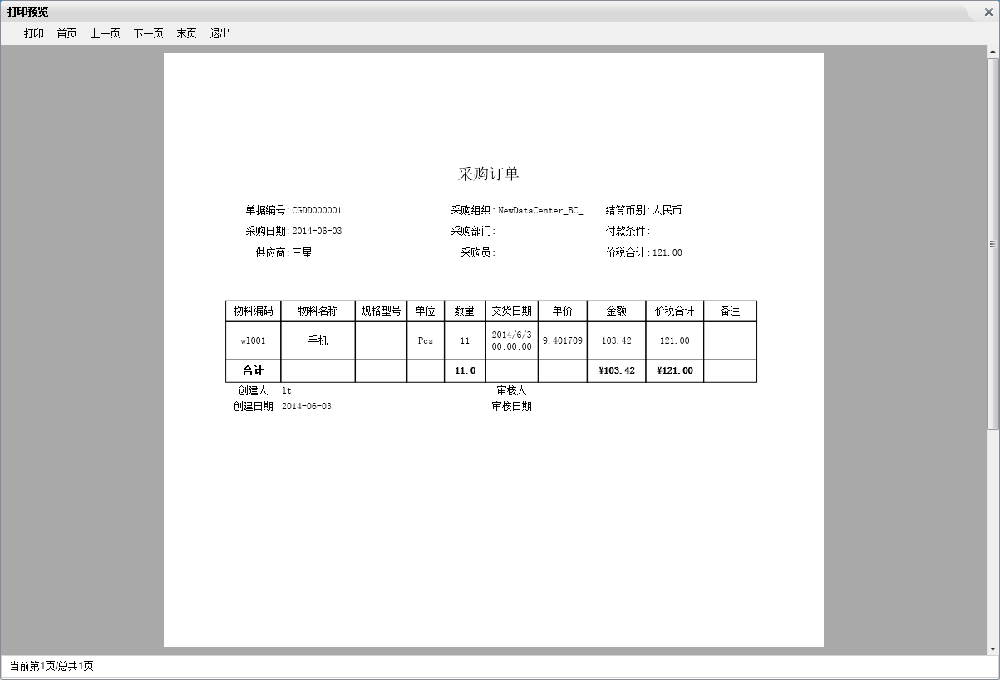 打印预览
打印 首页 上一页 下一页 末页 退出
采购订单
单据编号: CGDD000001 采购组织: NewDataCenter_BC_ 结算币别: 人民币
采购日期: 2014-06-03 采购部门: 付款条件:
供应商: 三星 采购员: 价税合计: 121.00
物料编码 物料名称 规格型号 单位 数量 交货日期 单价 金额 价税合计 备注
wl001 手机 Pcs 11 2014/6/3 00:00:00 9.401709 103.42 121.00
合计 11.0 ¥103.42 ¥121.00
创建人 lt 审核人
创建日期 2014-06-03 审核日期
当前第1页/总共1页